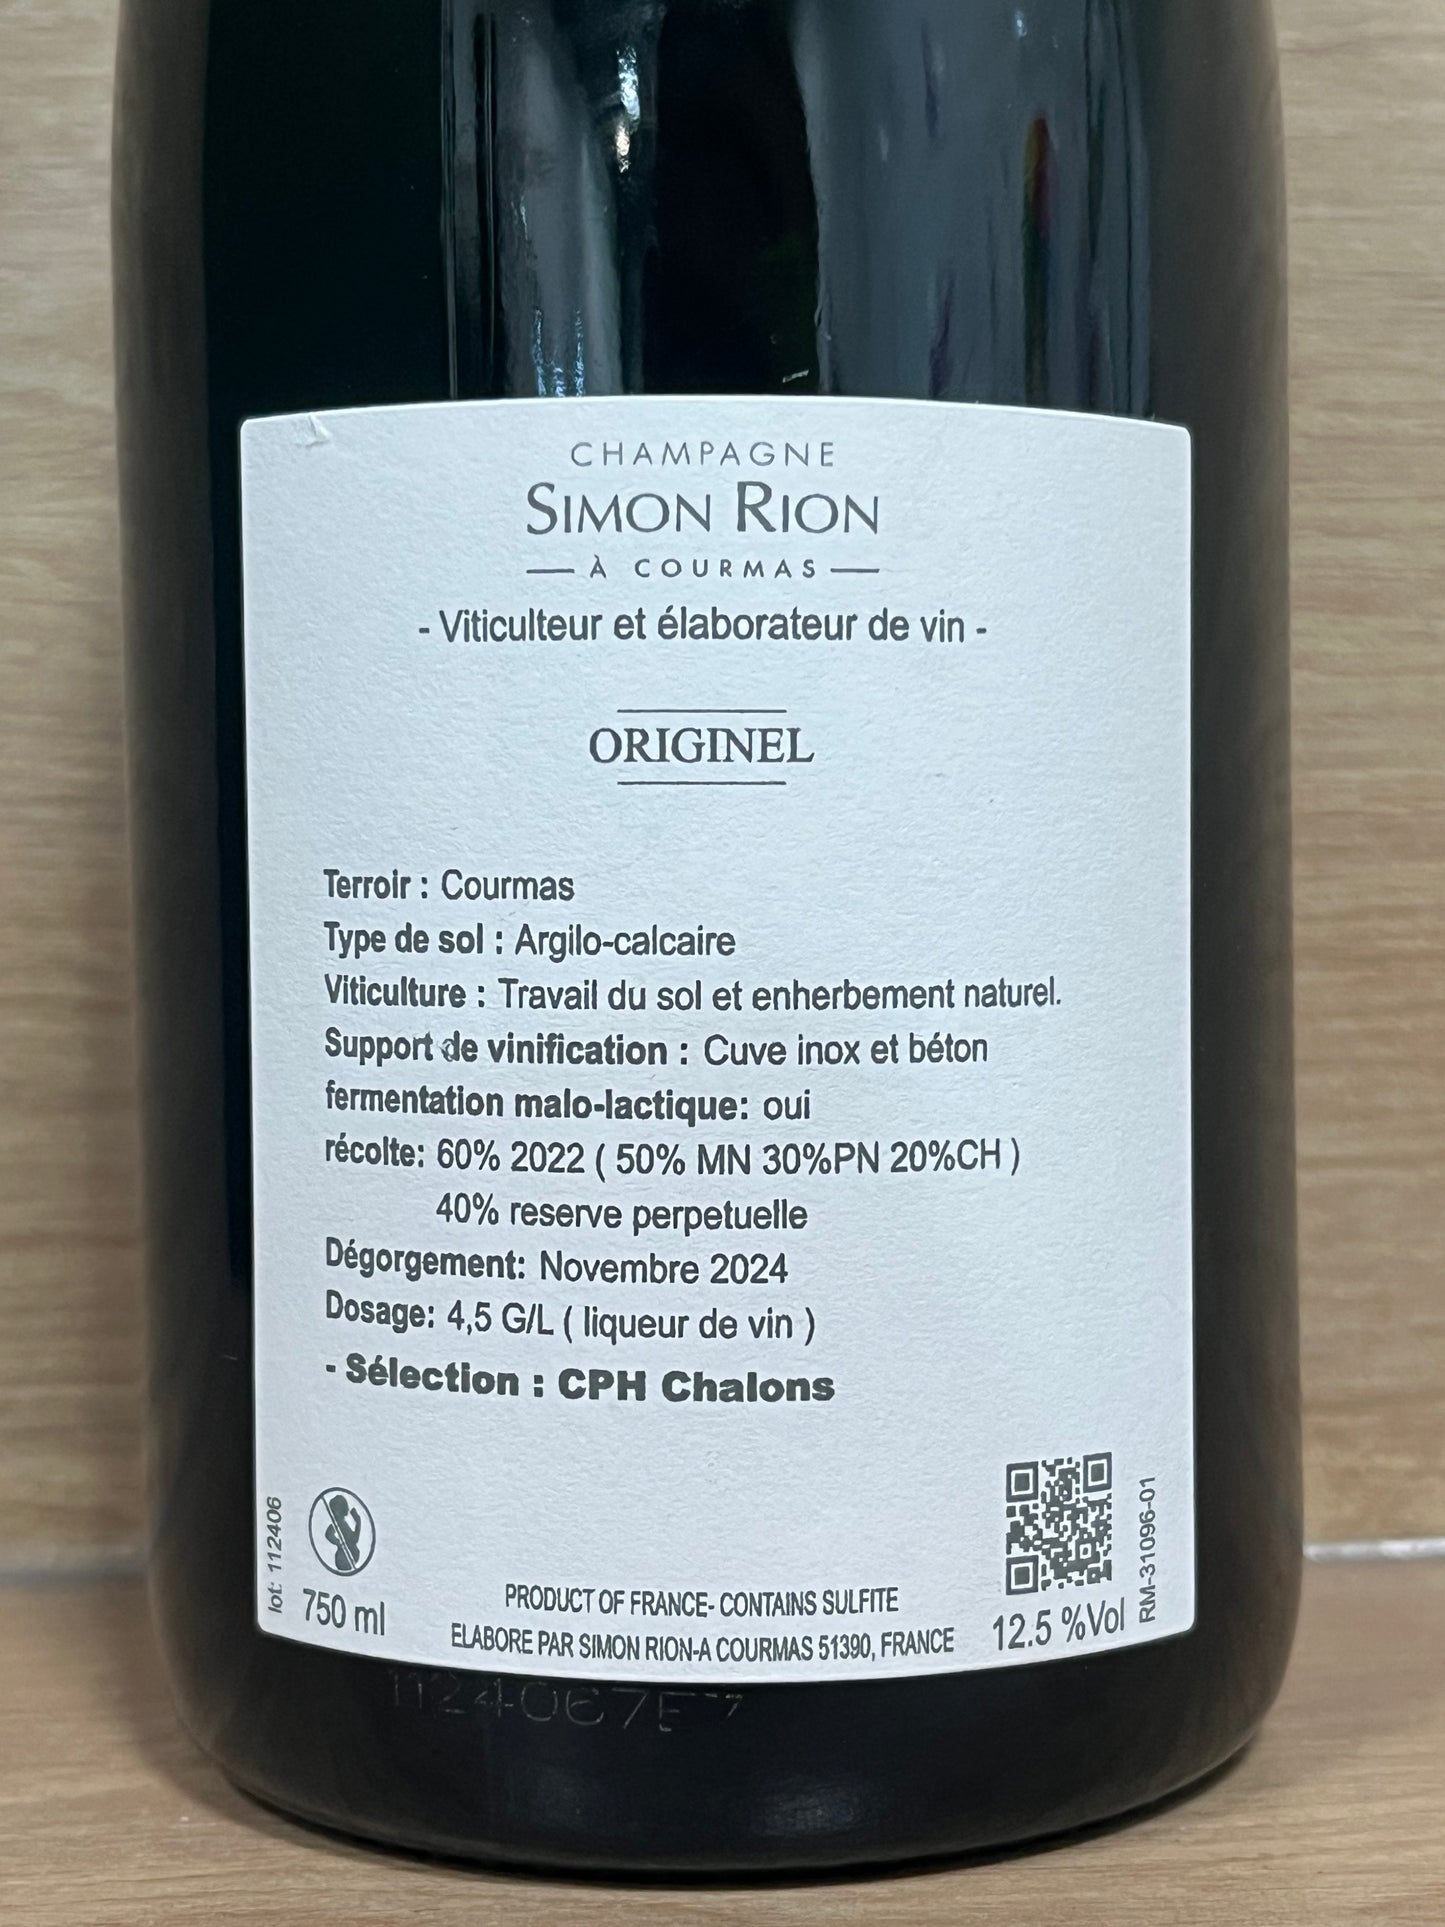 CHAMPAGNE
SIMON RION
— À COURMAS —
- Viticulteur et élaborateur de vin -
ORIGINEL
Terroir : Courmas
Type de sol : Argilo-calcaire
Viticulture : Travail du sol et enherbement naturel.
Support de vinification : Cuve inox et béton
fermentation malo-lactique: oui
récolte: 60% 2022 ( 50% MN 30%PN 20%CH )
40% reserve perpetuelle
Dégorgement: Novembre 2024
Dosage: 4,5 G/L ( liqueur de vin )
- Sélection : CPH Chalons
lot: 112406
750 ml
PRODUCT OF FRANCE- CONTAINS SULFITE
ELABORE PAR SIMON RION-A COURMAS 51390, FRANCE
12.5 %Vol
RM-31096-01